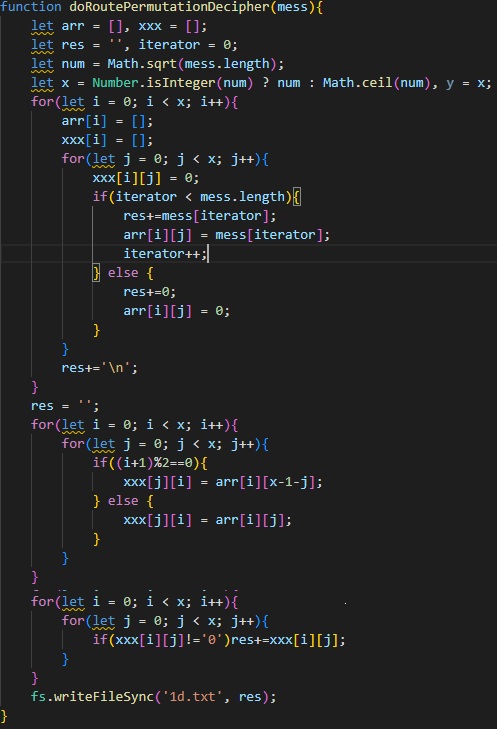 function doRoutePermutationDecipher(mess){
    let arr = [], xxx = [];
    let res = '', iterator = 0;
    let num = Math.sqrt(mess.length);
    let x = Number.isInteger(num) ? num : Math.ceil(num), y = x;
    for(let i = 0; i < x; i++){
        arr[i] = [];
        xxx[i] = [];
        for(let j = 0; j < x; j++){
            xxx[i][j] = 0;
            if(iterator < mess.length){
                res+=mess[iterator];
                arr[i][j] = mess[iterator];
                iterator++;
            } else {
                res+=0;
                arr[i][j] = 0;
            }
        }
        res+='\n';
    }
    res = '';
    for(let i = 0; i < x; i++){
        for(let j = 0; j < x; j++){
            if((i+1)%2==0){
                xxx[j][i] = arr[i][x-1-j];
            } else {
                xxx[j][i] = arr[i][j];
            }
        }
    }
    for(let i = 0; i < x; i++){
        for(let j = 0; j < x; j++){
            if(xxx[i][j]!='0')res+=xxx[i][j];
        }
    }
    fs.writeFileSync('1d.txt', res);
}